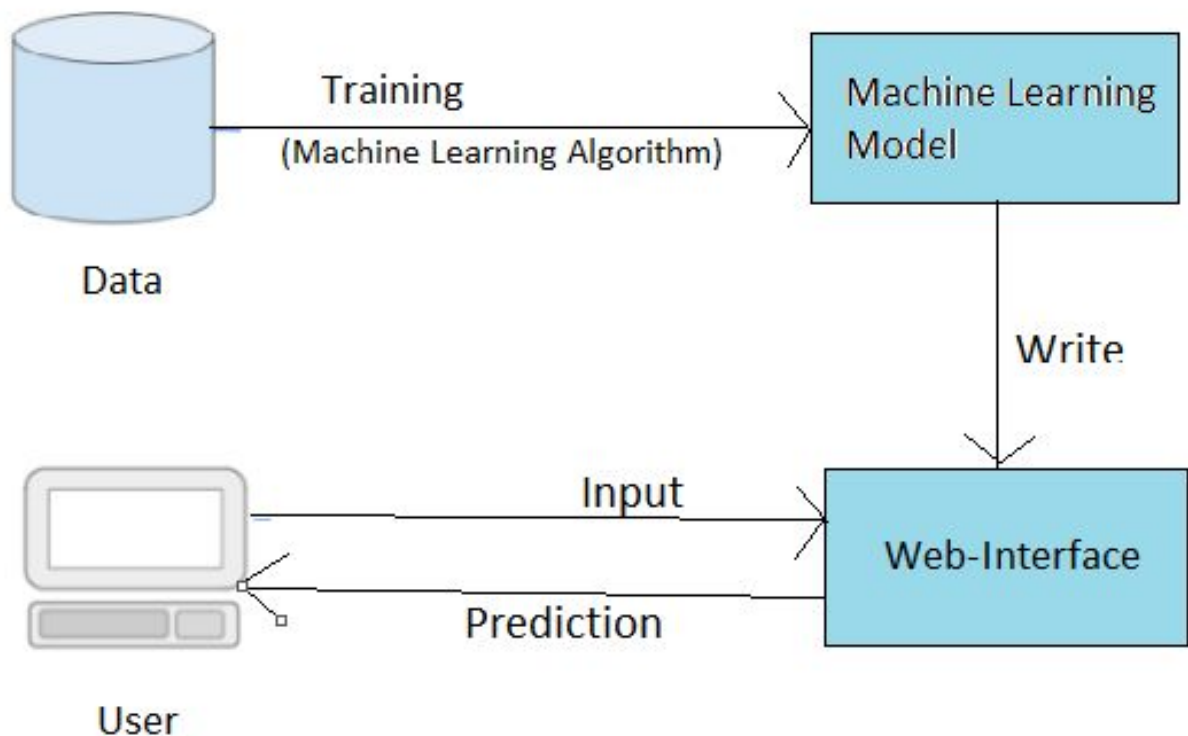 Training
(Machine Learning Algorithm)
Machine Learning
Model
Data
Write
Input
Web-Interface
Prediction
User